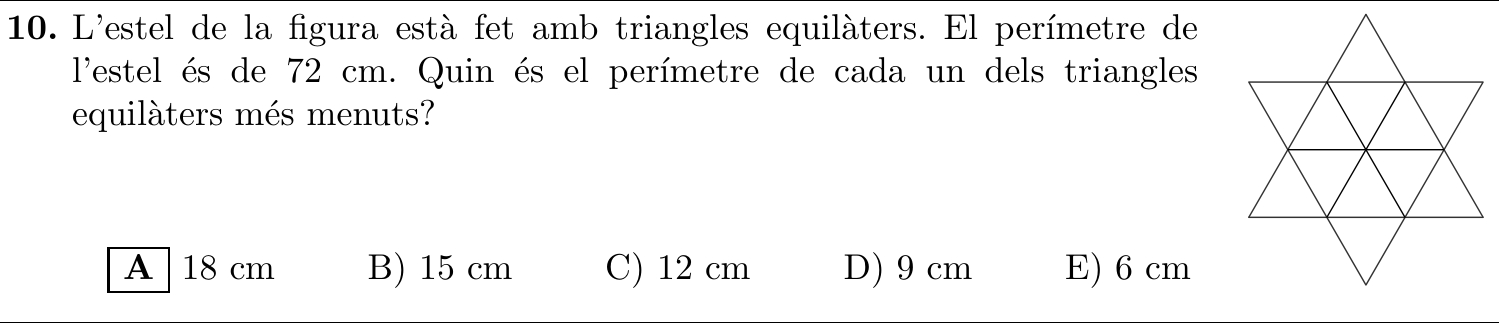 10. L'estel de la figura està fet amb triangles equilàters. El perímetre de
l'estel és de 72 cm. Quin és el perímetre de cada un dels triangles
equilàters més menuts?
A 18 cm B) 15 cm C) 12 cm D) 9 cm E) 6 cm